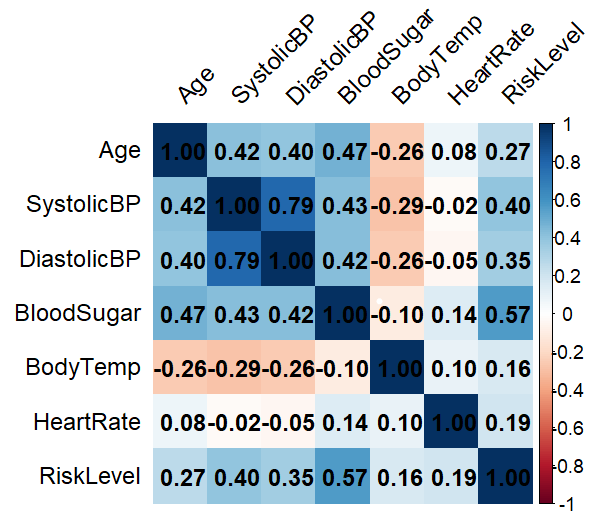 Age SystolicBP DiastolicBP BloodSugar BodyTemp HeartRate RiskLevel
Age 1.00 0.42 0.40 0.47 -0.26 0.08 0.27
SystolicBP 0.42 1.00 0.79 0.43 -0.29 -0.02 0.40
DiastolicBP 0.40 0.79 1.00 0.42 -0.26 -0.05 0.35
BloodSugar 0.47 0.43 0.42 1.00 -0.10 0.14 0.57
BodyTemp -0.26 -0.29 -0.26 -0.10 1.00 0.10 0.16
HeartRate 0.08 -0.02 -0.05 0.14 0.10 1.00 0.19
RiskLevel 0.27 0.40 0.35 0.57 0.16 0.19 1.00
1
0.8
0.6
0.4
0.2
0
-0.2
-0.4
-0.6
-0.8
-1